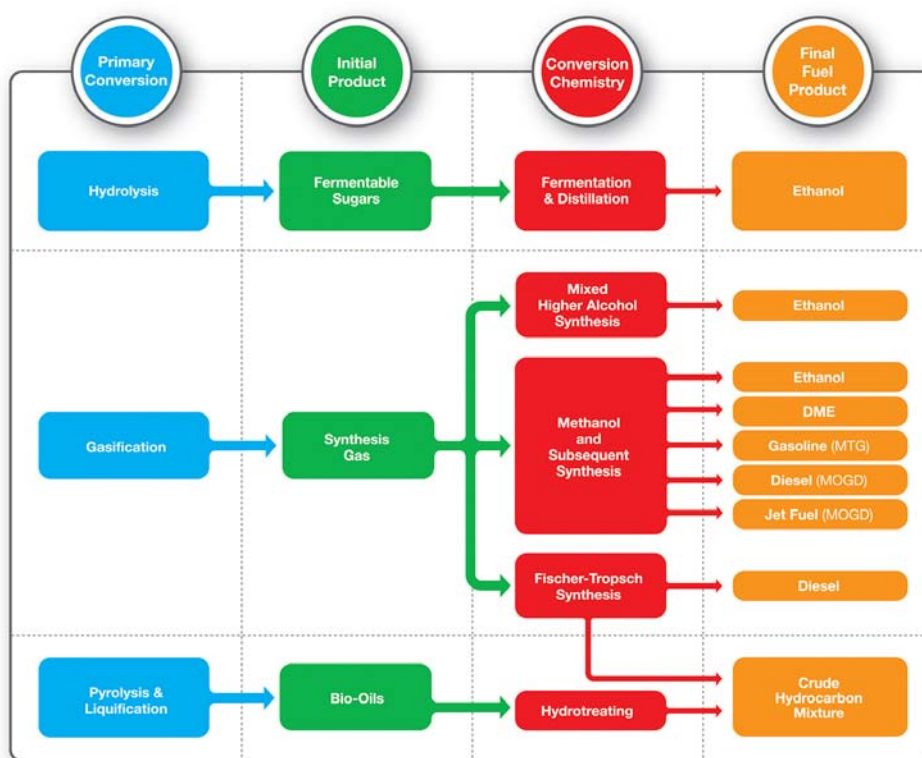 Primary
Conversion
Initial
Product
Conversion
Chemistry
Final
Fuel
Product
Hydrolysis
Fermentable
Sugars
Fermentation
& Distillation
Ethanol
Gasification
Synthesis
Gas
Mixed
Higher Alcohol
Synthesis
Ethanol
Methanol
and
Subsequent
Synthesis
Ethanol
DME
Gasoline (MTG)
Diesel (MOGD)
Jet Fuel (MOGD)
Fischer-Tropsch
Synthesis
Diesel
Pyrolysis &
Liquification
Bio-Oils
Hydrotreating
Crude
Hydrocarbon
Mixture